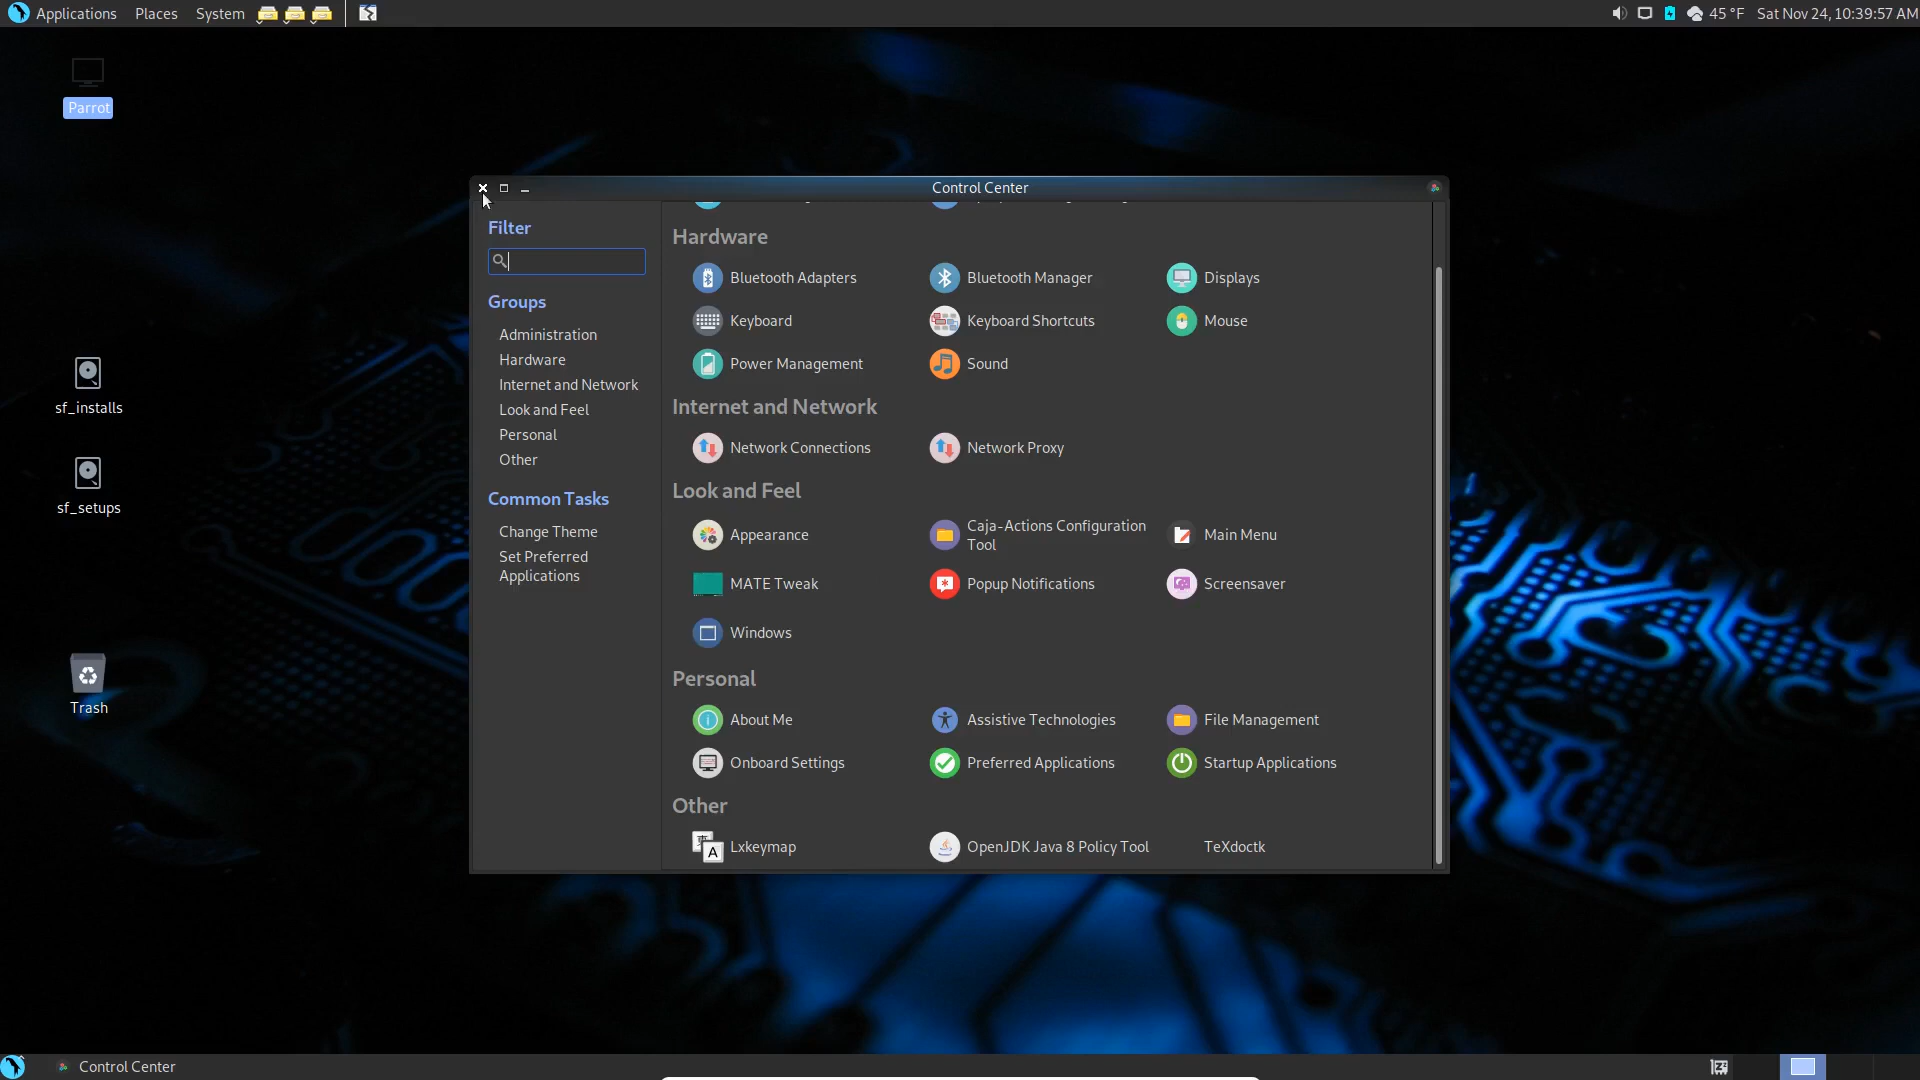 Applications Places System 45 °F Sat Nov 24, 10:39:57 AM
Parrot
sf_installs
sf_setups
Trash
Control Center
Filter
Groups
Administration
Hardware
Internet and Network
Look and Feel
Personal
Other
Common Tasks
Change Theme
Set Preferred
Applications
Hardware
Bluetooth Adapters Bluetooth Manager Displays
Keyboard Keyboard Shortcuts Mouse
Power Management Sound
Internet and Network
Network Connections Network Proxy
Look and Feel
Appearance Caja-Actions Configuration
Tool Main Menu
MATE Tweak Popup Notifications Screensaver
Windows
Personal
About Me Assistive Technologies File Management
Onboard Settings Preferred Applications Startup Applications
Other
Lxkeymap OpenJDK Java 8 Policy Tool TeXdoctk
Control Center